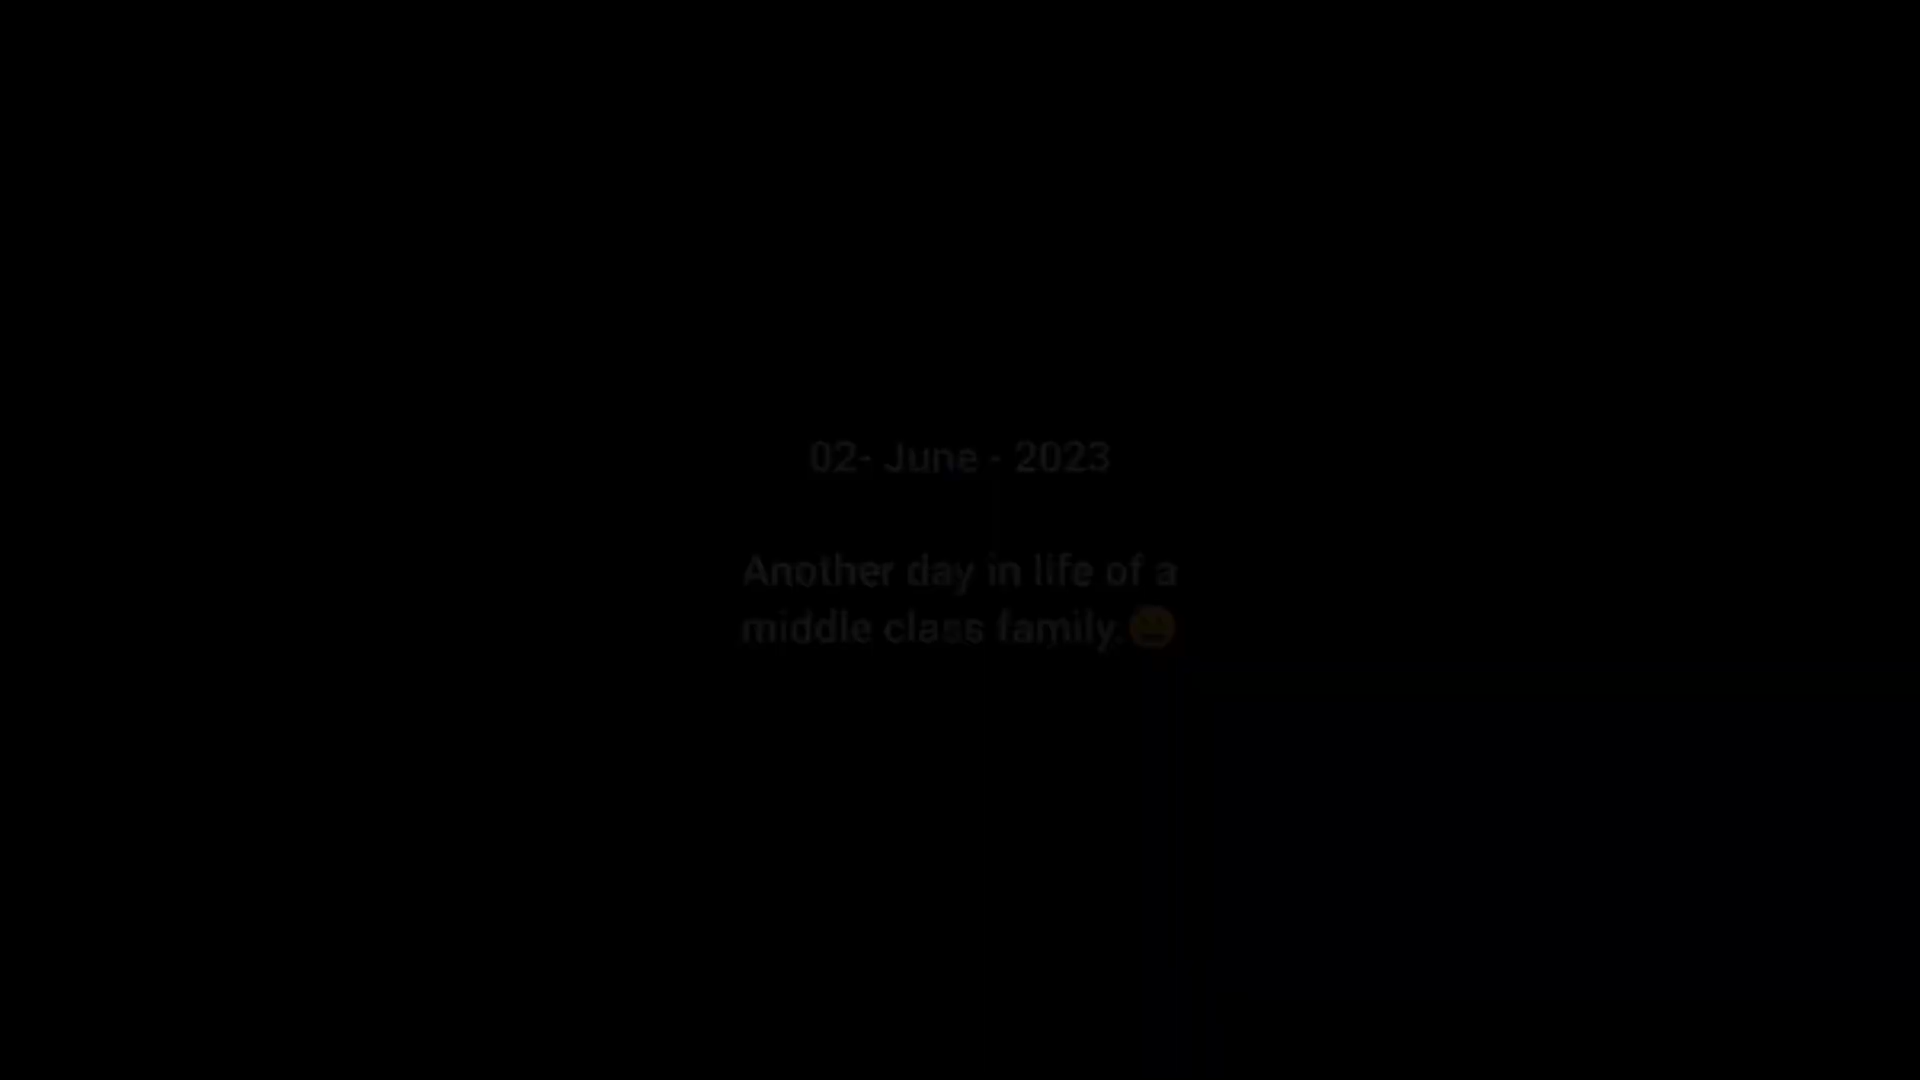 02- June - 2023
Another day in life of a
middle class family.😄